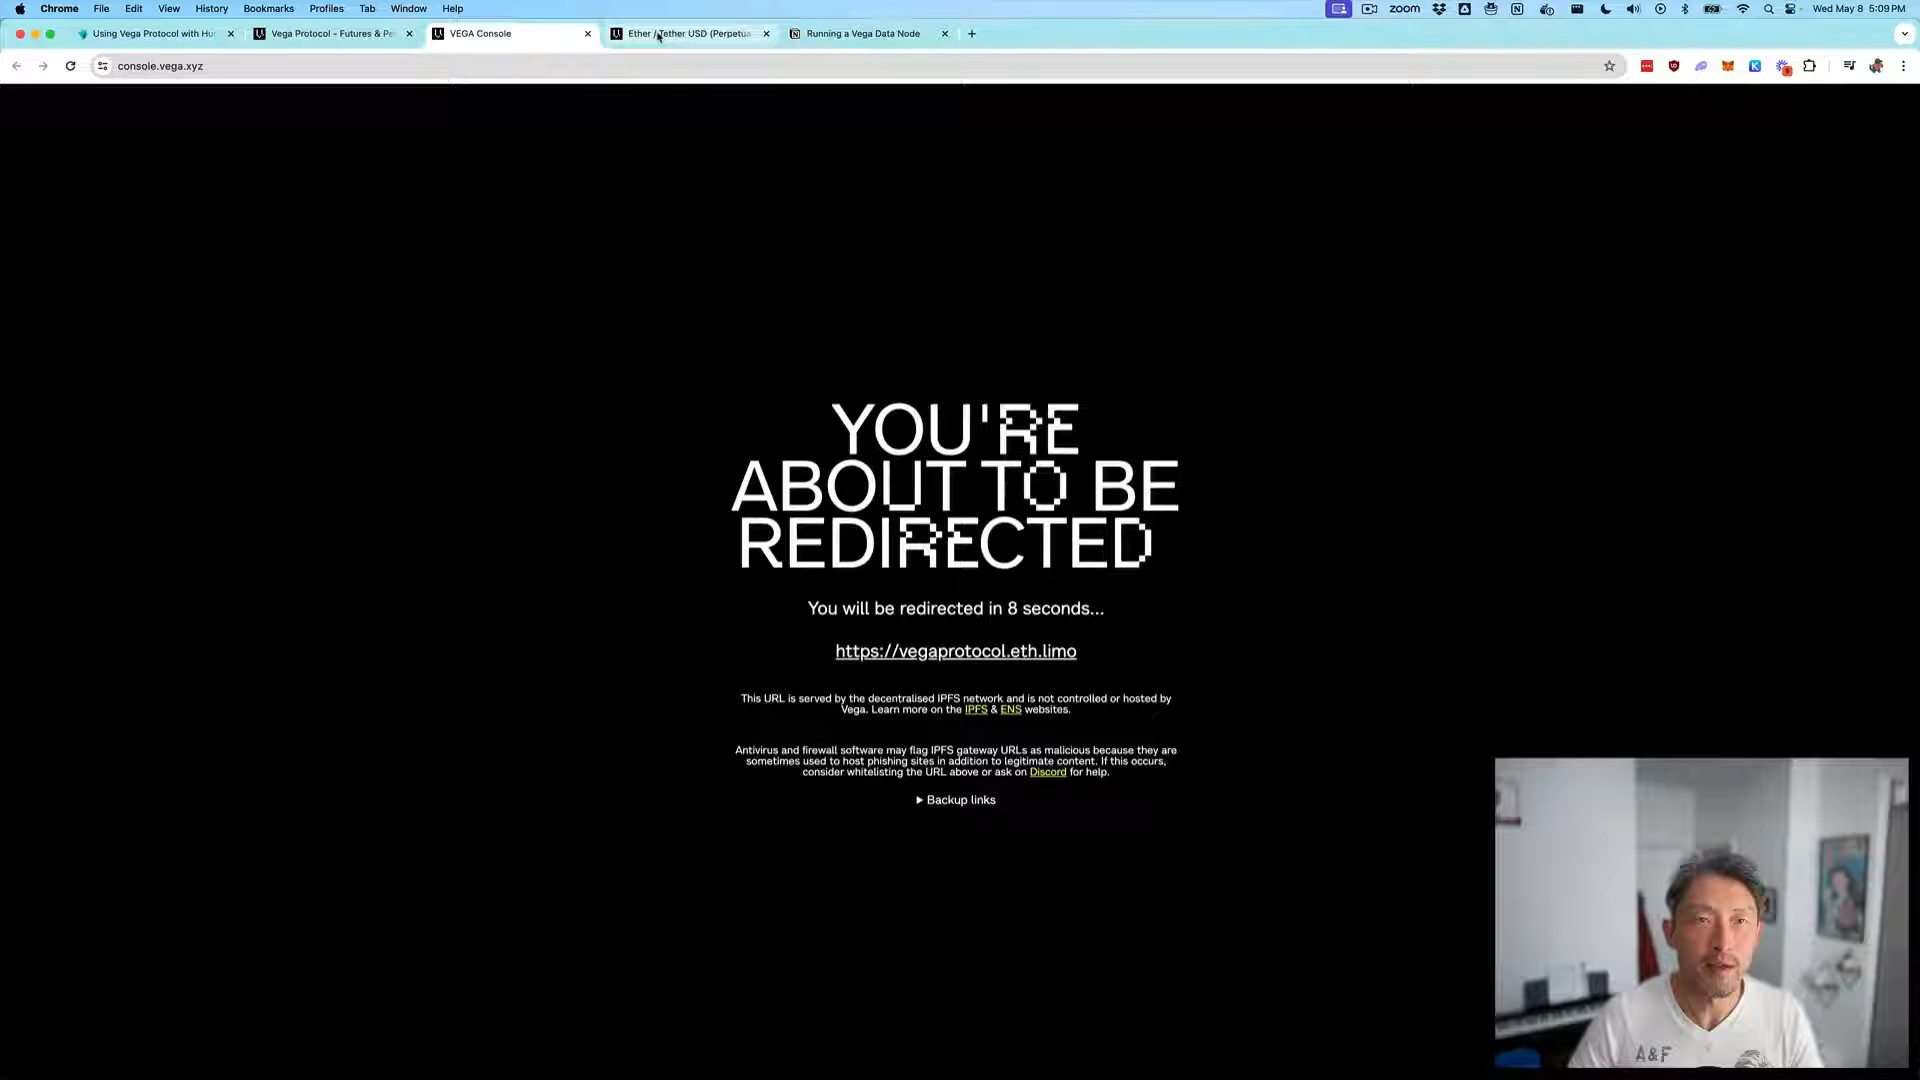 Chrome File Edit View History Bookmarks Profiles Tab Window Help
zoom
Wed May 8 5:09 PM
Using Vega Protocol with Hu
Vega Protocol - Futures & Pe
VEGA Console
Ether / Tether USD (Perpetua
Running a Vega Data Node
console.vega.xyz
YOU'RE
ABOUT TO BE
REDIRECTED
You will be redirected in 8 seconds...
https://vegaprotocol.eth.limo
This URL is served by the decentralised IPFS network and is not controlled or hosted by
Vega. Learn more on the IPFS & ENS websites.
Antivirus and firewall software may flag IPFS gateway URLs as malicious because they are
sometimes used to host phishing sites in addition to legitimate content. If this occurs,
consider whitelisting the URL above or ask on Discord for help.
Backup links
A&F